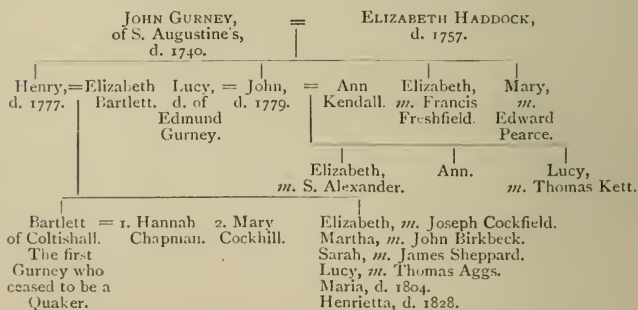 JOHN GURNEY, = ELIZABETH HADDOCK,
of S. Augustine's, d. 1757.
d. 1740.
Henry, = Elizabeth Lucy, = John, = Ann Elizabeth, Mary,
d. 1777. Bartlett. d. of d. 1779. Kendall. m. Francis m.
Edmund Freshfield. Edward
Gurney. Pearce.
Elizabeth, Ann. Lucy,
m. S. Alexander. m. Thomas Kett.
Bartlett = 1. Hannah 2. Mary Elizabeth, m. Joseph Cockfield.
of Coltishall. Chapman. Cockhill. Martha, m. John Birkbeck.
The first Sarah, m. James Sheppard.
Gurney who Lucy, m. Thomas Aggs.
ceased to be a Maria, d. 1804.
Quaker. Henrietta, d. 1828.